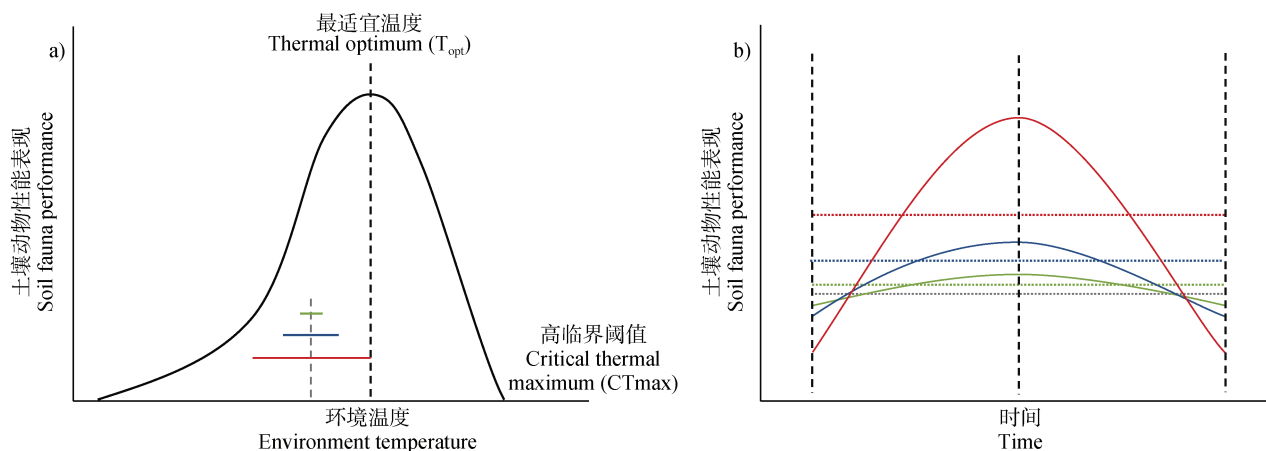 a)
最适宜温度
Thermal optimum (Topt)
土壤动物性能表现
Soil fauna performance
高临界阈值
Critical thermal
maximum (CTmax)
环境温度
Environment temperature
b)
土壤动物性能表现
Soil fauna performance
时间
Time